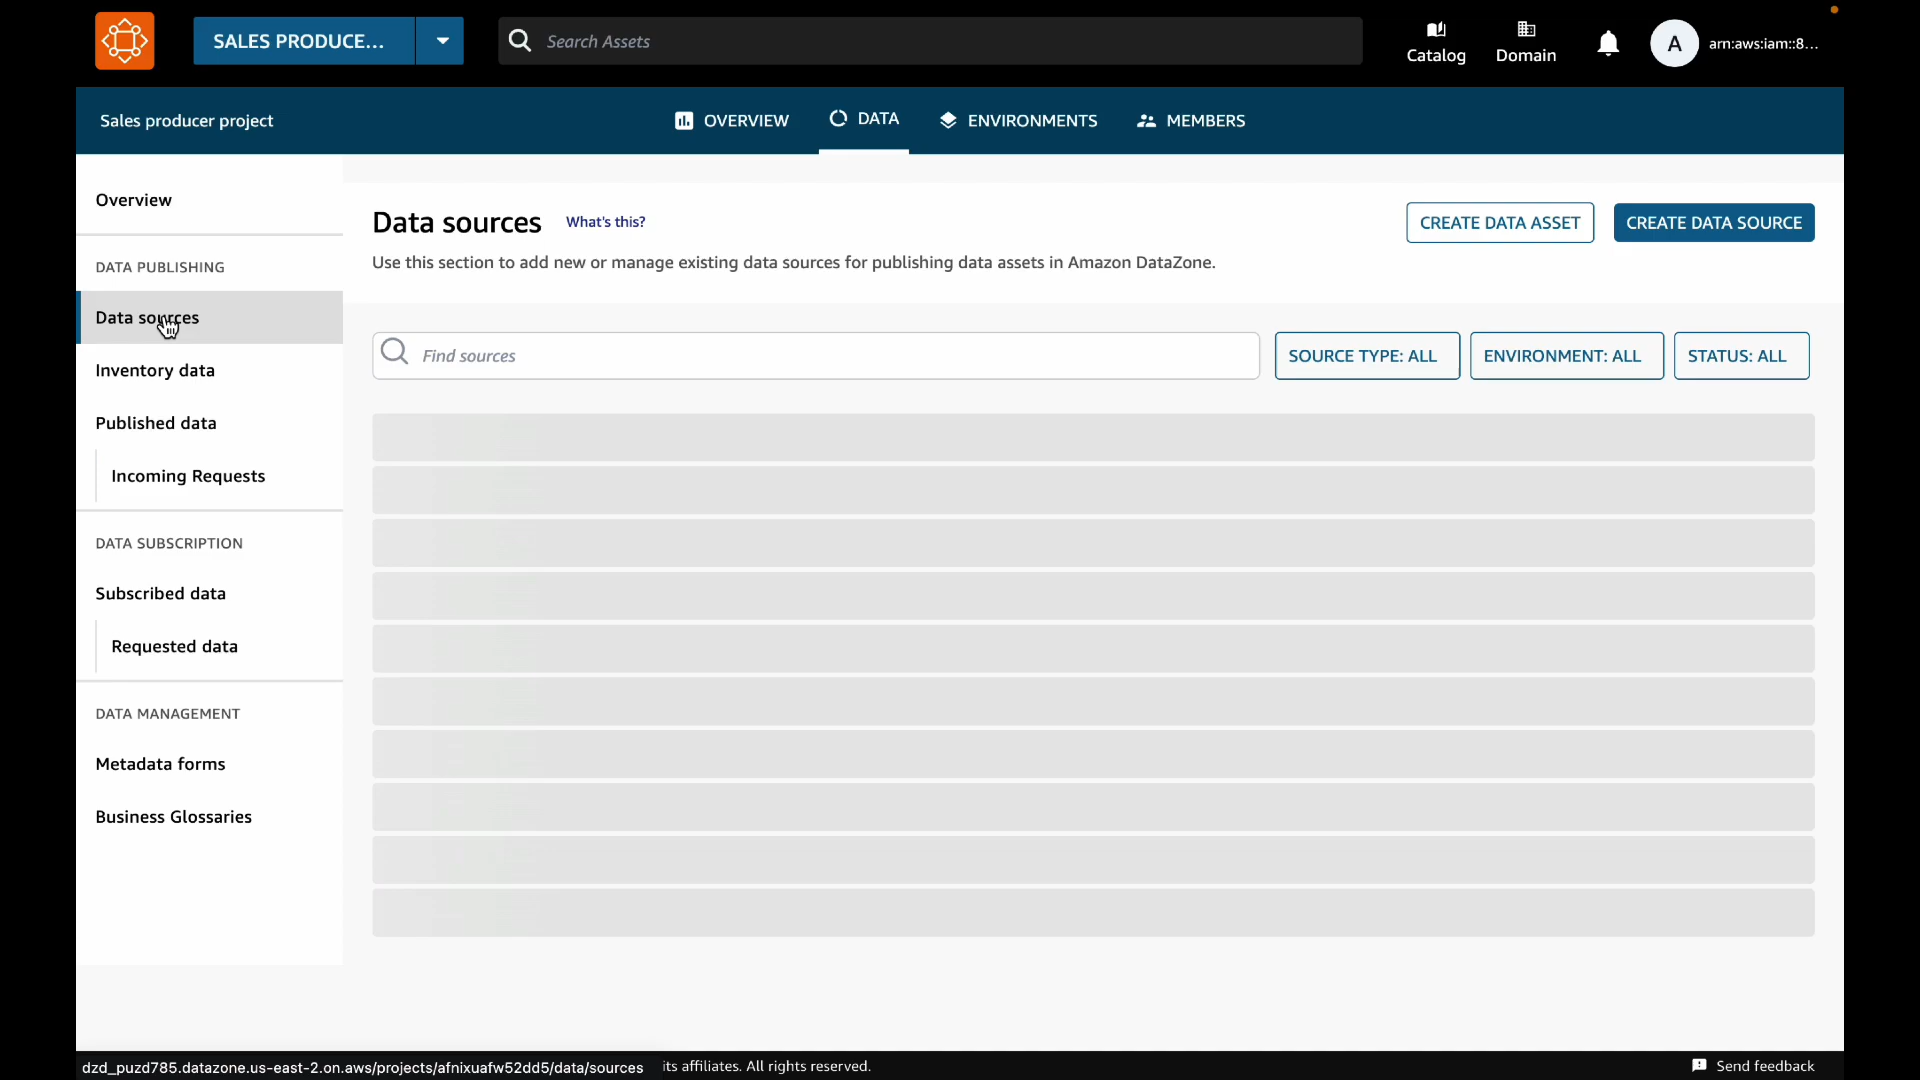 SALES PRODUCE...
Search Assets
Catalog
Domain
A
arn:aws:iam::8...
Sales producer project
OVERVIEW
DATA
ENVIRONMENTS
MEMBERS
Overview
DATA PUBLISHING
Data sources
Inventory data
Published data
Incoming Requests
DATA SUBSCRIPTION
Subscribed data
Requested data
DATA MANAGEMENT
Metadata forms
Business Glossaries
Data sources What's this?
CREATE DATA ASSET
CREATE DATA SOURCE
Use this section to add new or manage existing data sources for publishing data assets in Amazon DataZone.
Find sources
SOURCE TYPE: ALL
ENVIRONMENT: ALL
STATUS: ALL
dzd_puzd785.datazone.us-east-2.on.aws/projects/afnixuafw52dd5/data/sources
its affiliates. All rights reserved.
Send feedback